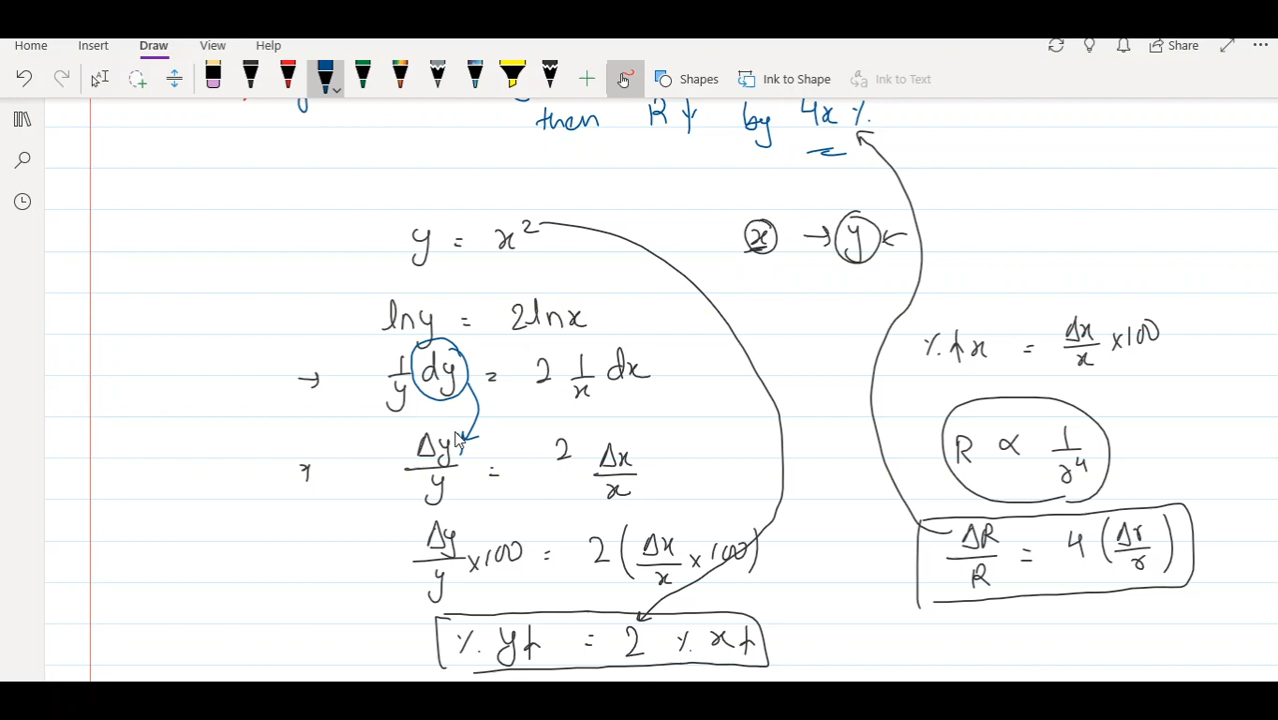 Home Insert Draw View Help Share
Shapes Ink to Shape Ink to Text
then R ↓ by 4x %.
y = x²
x → y ←
ln y = 2 ln x
% ↑ x = Δx/x × 100
→ 1/y dy = 2 1/x dx
R ∝ 1/r⁴
Δy/y = 2 Δx/x
ΔR/R = 4 (Δr/r)
Δy/y × 100 = 2 (Δx/x × 100)
% y↑ = 2 % x↑